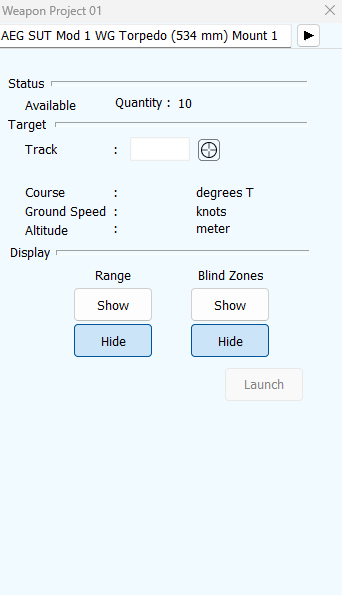 Weapon Project 01
AEG SUT Mod 1 WG Torpedo (534 mm) Mount 1
Status
Available Quantity : 10
Target
Track :
Course : degrees T
Ground Speed : knots
Altitude : meter
Display
Range Blind Zones
Show Show
Hide Hide
Launch